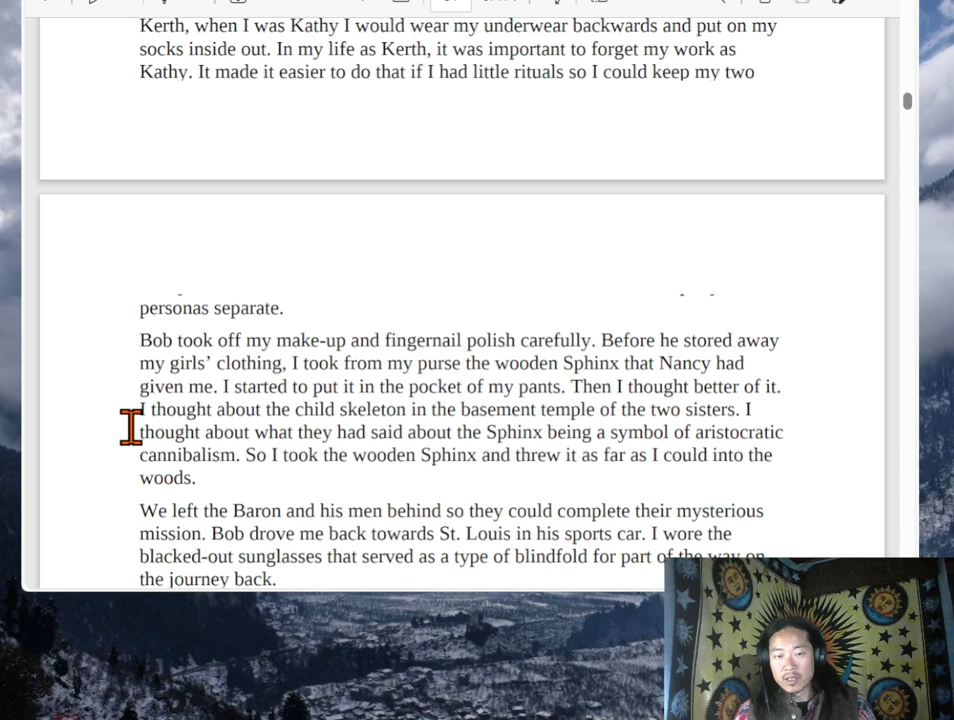 Kerth, when I was Kathy I would wear my underwear backwards and put on my
socks inside out. In my life as Kerth, it was important to forget my work as
Kathy. It made it easier to do that if I had little rituals so I could keep my two
personas separate.
Bob took off my make-up and fingernail polish carefully. Before he stored away
my girls’ clothing, I took from my purse the wooden Sphinx that Nancy had
given me. I started to put it in the pocket of my pants. Then I thought better of it.
I thought about the child skeleton in the basement temple of the two sisters. I
thought about what they had said about the Sphinx being a symbol of aristocratic
cannibalism. So I took the wooden Sphinx and threw it as far as I could into the
woods.
We left the Baron and his men behind so they could complete their mysterious
mission. Bob drove me back towards St. Louis in his sports car. I wore the
blacked-out sunglasses that served as a type of blindfold for part of the way on
the journey back.